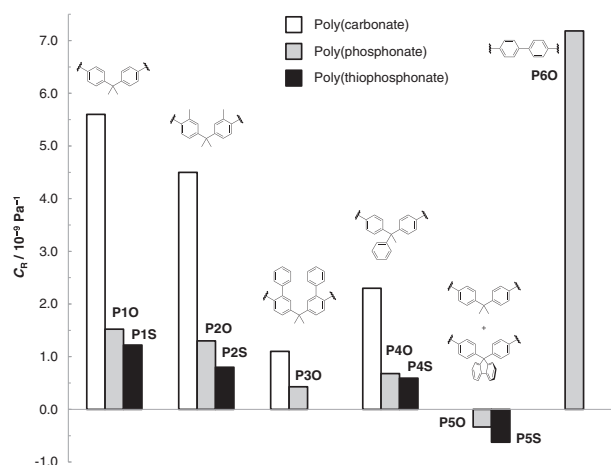 Poly(carbonate)
Poly(phosphonate)
Poly(thiophosphonate)
C_R / 10⁻⁹ Pa⁻¹
7.0
6.0
5.0
4.0
3.0
2.0
1.0
0.0
-1.0
P1O
P1S
P2O
P2S
P3O
P4O
P4S
+
P5O
P5S
P6O